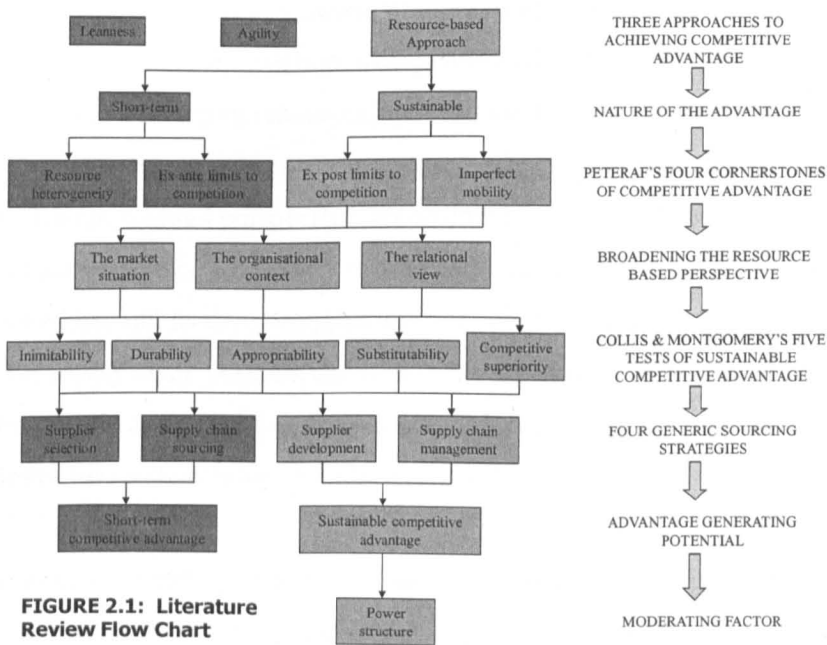 Leanness
Agility
Resource-based
Approach
THREE APPROACHES TO
ACHIEVING COMPETITIVE
ADVANTAGE
Short-term
Sustainable
NATURE OF THE ADVANTAGE
Resource
heterogeneity
Ex ante limits to
competition
Ex post limits to
competition
Imperfect
mobility
PETERAF'S FOUR CORNERSTONES
OF COMPETITIVE ADVANTAGE
The market
situation
The organisational
context
The relational
view
BROADENING THE RESOURCE
BASED PERSPECTIVE
Inimitability
Durability
Appropriability
Substitutability
Competitive
superiority
COLLIS & MONTGOMERY'S FIVE
TESTS OF SUSTAINABLE
COMPETITIVE ADVANTAGE
Supplier
selection
Supply chain
sourcing
Supplier
development
Supply chain
management
FOUR GENERIC SOURCING
STRATEGIES
Short-term
competitive advantage
Sustainable competitive
advantage
ADVANTAGE GENERATING
POTENTIAL
FIGURE 2.1: Literature
Review Flow Chart
Power
structure
MODERATING FACTOR